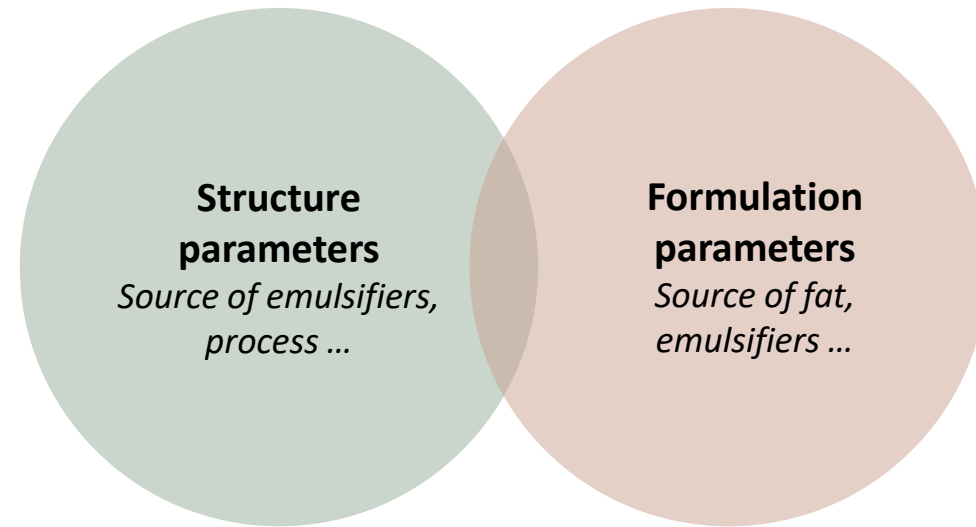 Structure
parameters
Source of emulsifiers,
process ...
Formulation
parameters
Source of fat,
emulsifiers ...